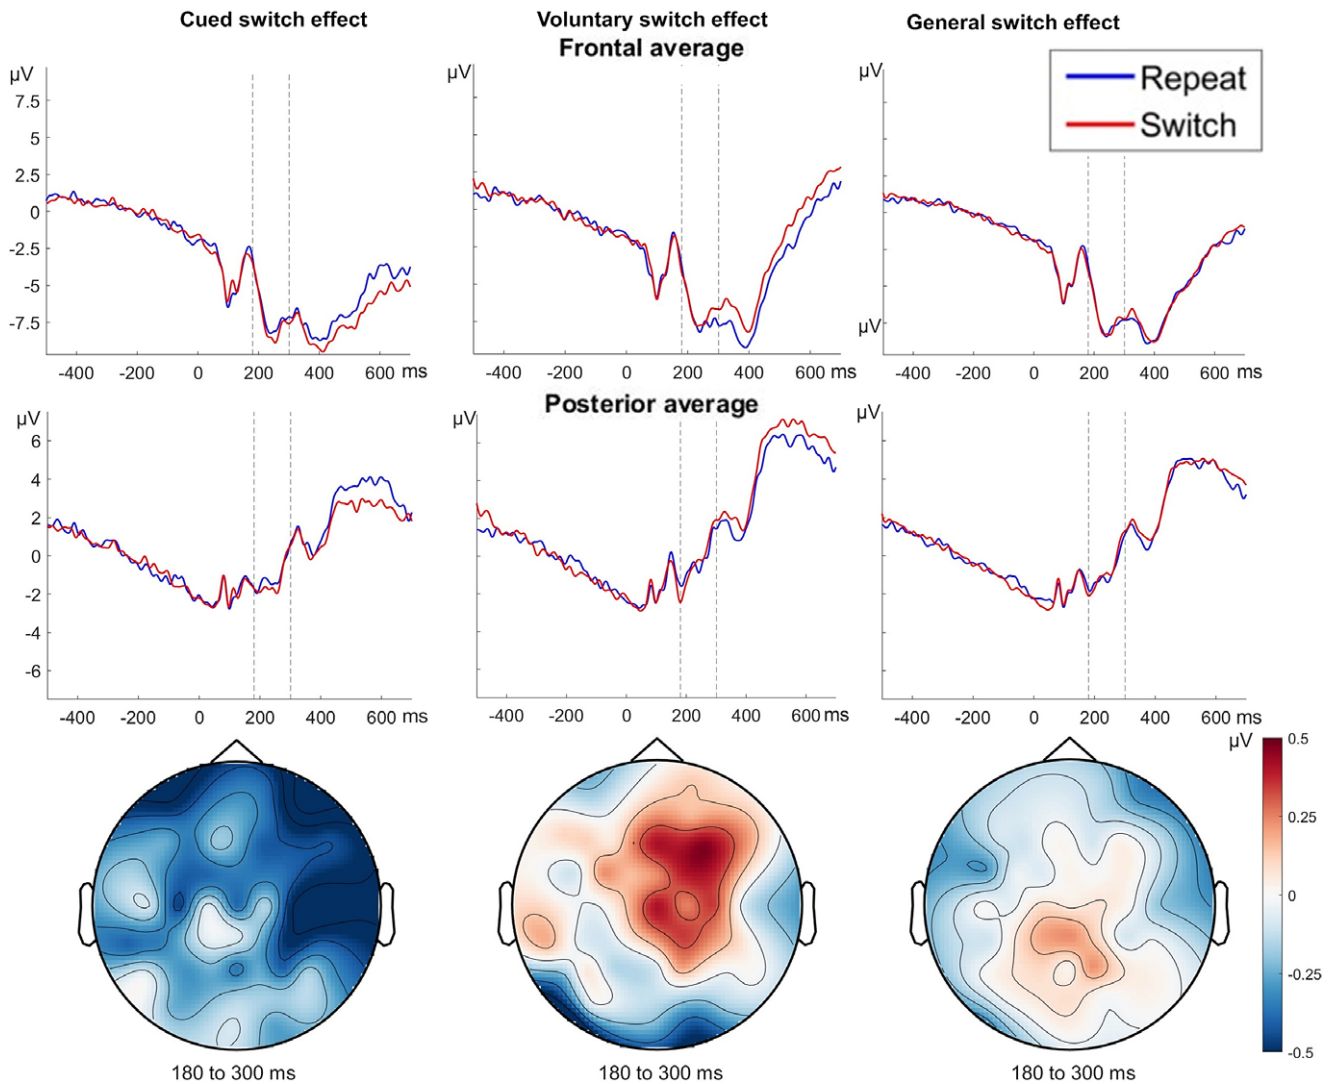 Cued switch effect
Voluntary switch effect
General switch effect
Frontal average
Repeat
Switch
µV
7.5
5
2.5
0
-2.5
-5
-7.5
-400 -200 0 200 400 600 ms
µV
-400 -200 0 200 400 600 ms
µV
µV
-400 -200 0 200 400 600 ms
Posterior average
µV
6
4
2
0
-2
-4
-6
-400 -200 0 200 400 600 ms
µV
-400 -200 0 200 400 600 ms
µV
-400 -200 0 200 400 600 ms
µV
0.5
0.25
0
-0.25
-0.5
180 to 300 ms
180 to 300 ms
180 to 300 ms